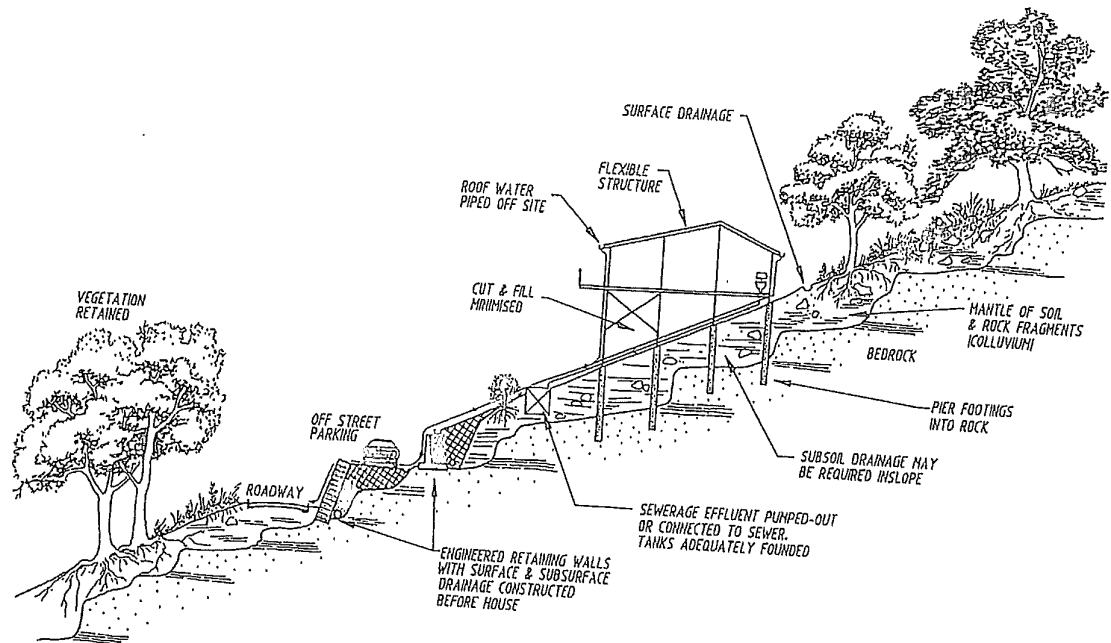 SURFACE DRAINAGE
FLEXIBLE
STRUCTURE
ROOF WATER
PIPED OFF SITE
CUT & FILL
MINIMISED
VEGETATION
RETAINED
MANTLE OF SOIL
& ROCK FRAGMENTS
(COLLUVIUM)
BEDROCK
PIER FOOTINGS
INTO ROCK
OFF STREET
PARKING
SUBSOIL DRAINAGE MAY
BE REQUIRED INSLOPE
ROADWAY
SEWERAGE EFFLUENT PUMPED-OUT
OR CONNECTED TO SEWER.
TANKS ADEQUATELY FOUNDED
ENGINEERED RETAINING WALLS
WITH SURFACE & SUBSURFACE
DRAINAGE CONSTRUCTED
BEFORE HOUSE